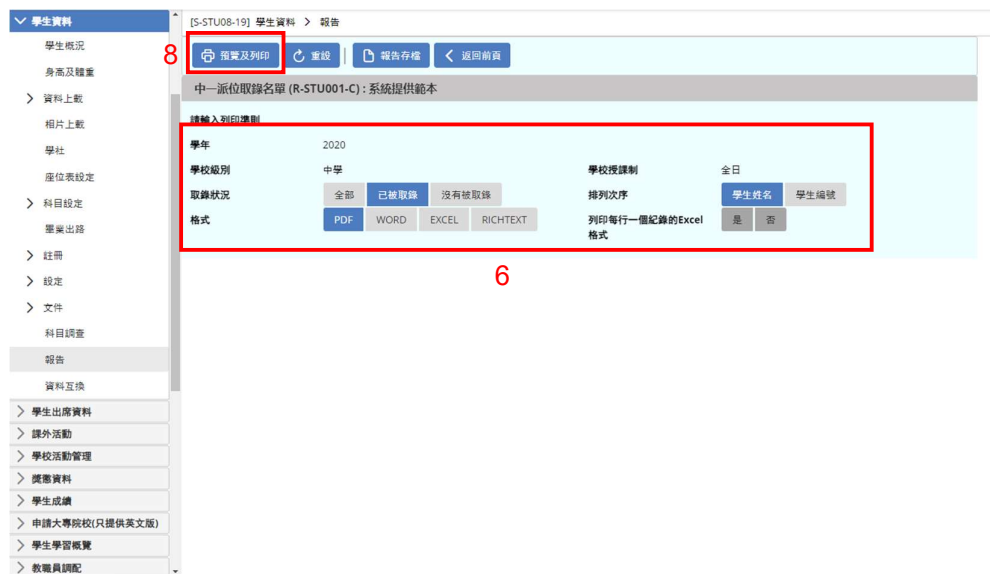 學生資料
學生概況
身高及體重
資料上載
相片上載
學社
座位表設定
科目設定
畢業出路
註冊
設定
文件
科目調查
報告
資料互換
學生出席資料
課外活動
學校活動管理
獎懲資料
學生成績
申請大專院校(只提供英文版)
學生學習概覽
教職員調配
[S-STU08-19] 學生資料 > 報告
8
預覽及列印 重設 報告存檔 返回前頁
中一派位取錄名單 (R-STU001-C) : 系統提供範本
請輸入列印準則
學年 2020
學校級別 中學 學校授課制 全日
取錄狀況 全部 已被取錄 沒有被取錄 排列次序 學生姓名 學生編號
格式 PDF WORD EXCEL RICHTEXT 列印每行一個紀錄的Excel 是 否
格式
6